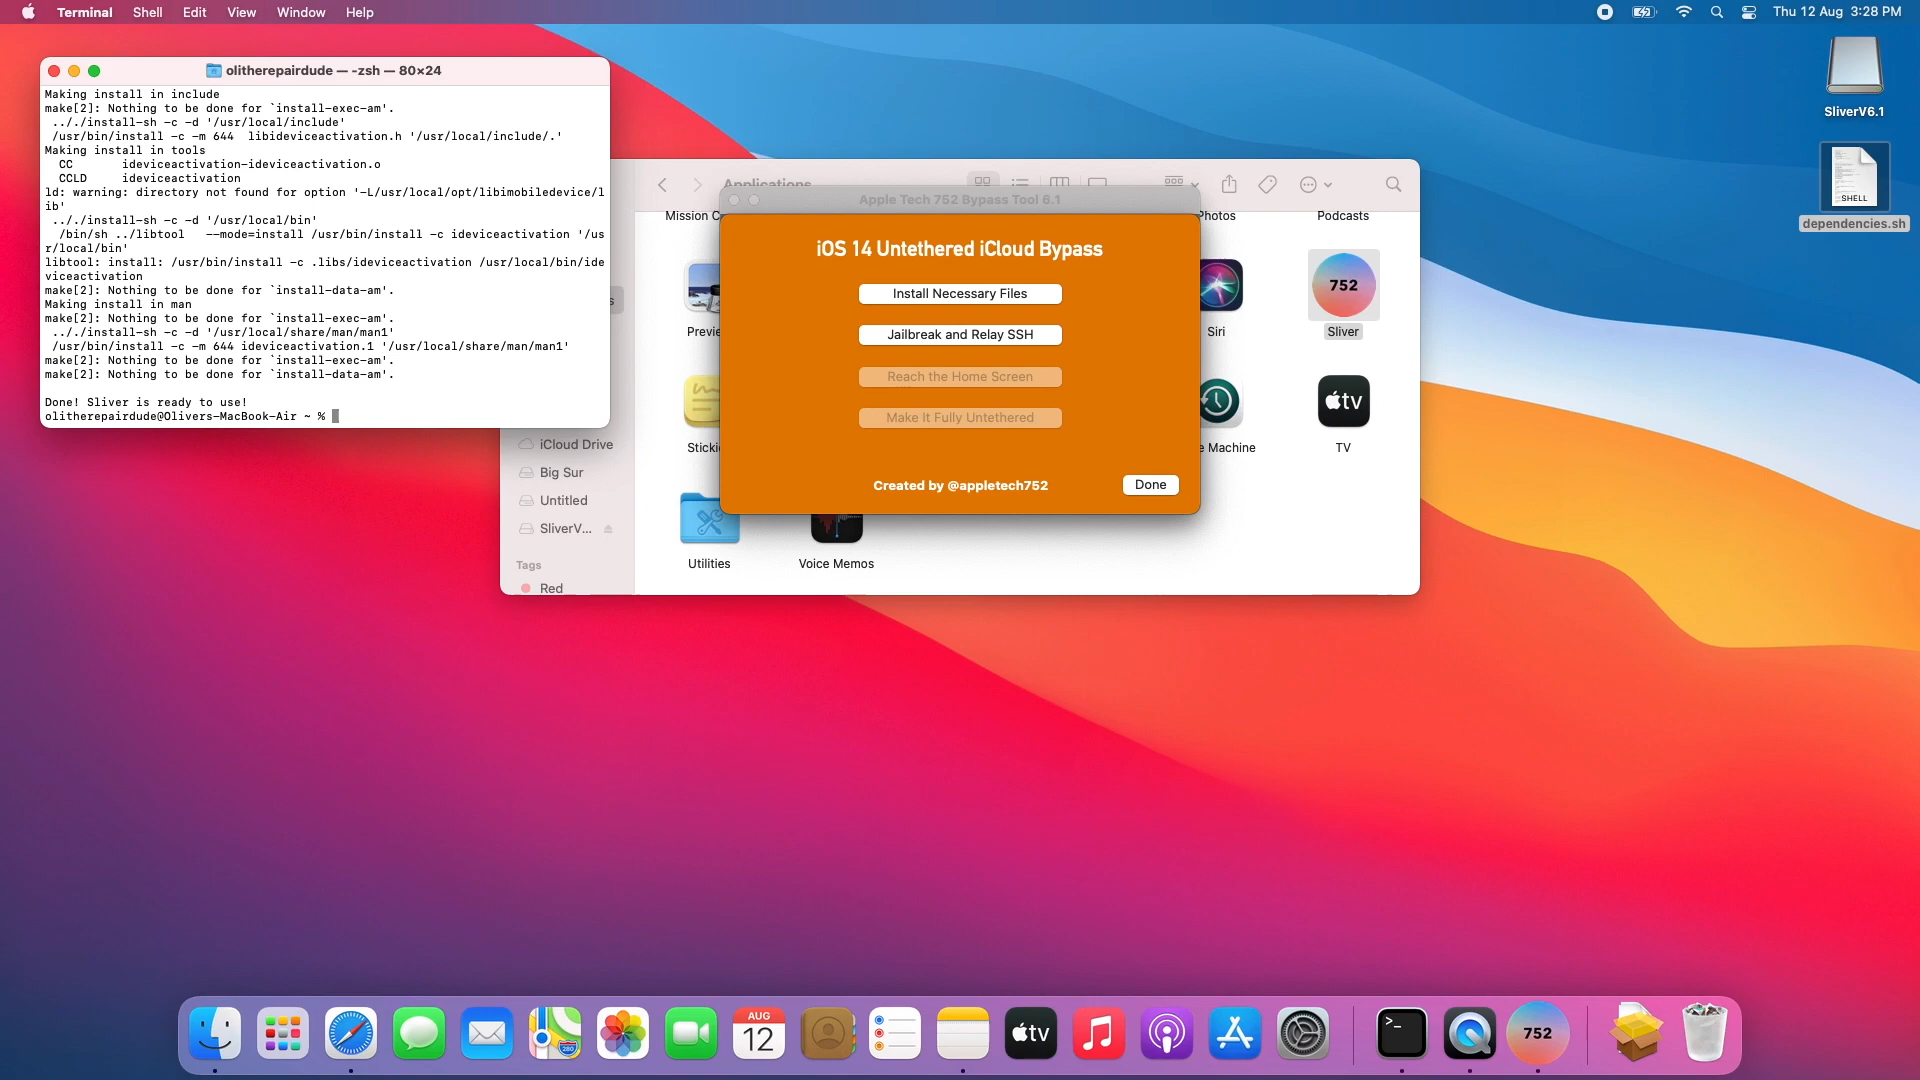 Terminal Shell Edit View Window Help
Thu 12 Aug 3:28 PM
olitherepairdude — -zsh — 80×24
Making install in include
make[2]: Nothing to be done for `install-exec-am'.
.././install-sh -c -d '/usr/local/include'
/usr/bin/install -c -m 644 libideviceactivation.h '/usr/local/include/.'
Making install in tools
CC ideviceactivation-ideviceactivation.o
CCLD ideviceactivation
ld: warning: directory not found for option '-L/usr/local/opt/libimobiledevice/l
ib'
.././install-sh -c -d '/usr/local/bin'
/bin/sh ../libtool --mode=install /usr/bin/install -c ideviceactivation '/us
r/local/bin'
libtool: install: /usr/bin/install -c .libs/ideviceactivation /usr/local/bin/ide
viceactivation
make[2]: Nothing to be done for `install-data-am'.
Making install in man
make[2]: Nothing to be done for `install-exec-am'.
.././install-sh -c -d '/usr/local/share/man/man1'
/usr/bin/install -c -m 644 ideviceactivation.1 '/usr/local/share/man/man1'
make[2]: Nothing to be done for `install-exec-am'.
make[2]: Nothing to be done for `install-data-am'.
Done! Sliver is ready to use!
olitherepairdude@Olivers-MacBook-Air ~ %
Applications
Mission C
Photos
Podcasts
Previe
Siri
752
Sliver
Sticki
e Machine
tv
TV
Utilities
Voice Memos
s
iCloud Drive
Big Sur
Untitled
SliverV...
Tags
Red
Apple Tech 752 Bypass Tool 6.1
iOS 14 Untethered iCloud Bypass
Install Necessary Files
Jailbreak and Relay SSH
Reach the Home Screen
Make It Fully Untethered
Created by @appletech752
Done
SliverV6.1
SHELL
dependencies.sh
AUG
12
280
tv
>_
752